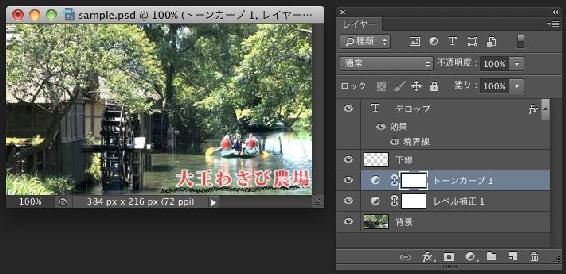 sample.psd @ 100% (トーンカーブ 1, レイヤー…
大王わさび農場
100%
384 px x 216 px (72 ppi)
レイヤー
種類
通常
不透明度: 100%
ロック
塗り: 100%
T テロップ fx
効果
境界線
下線
トーンカーブ 1
レベル補正 1
背景
fx